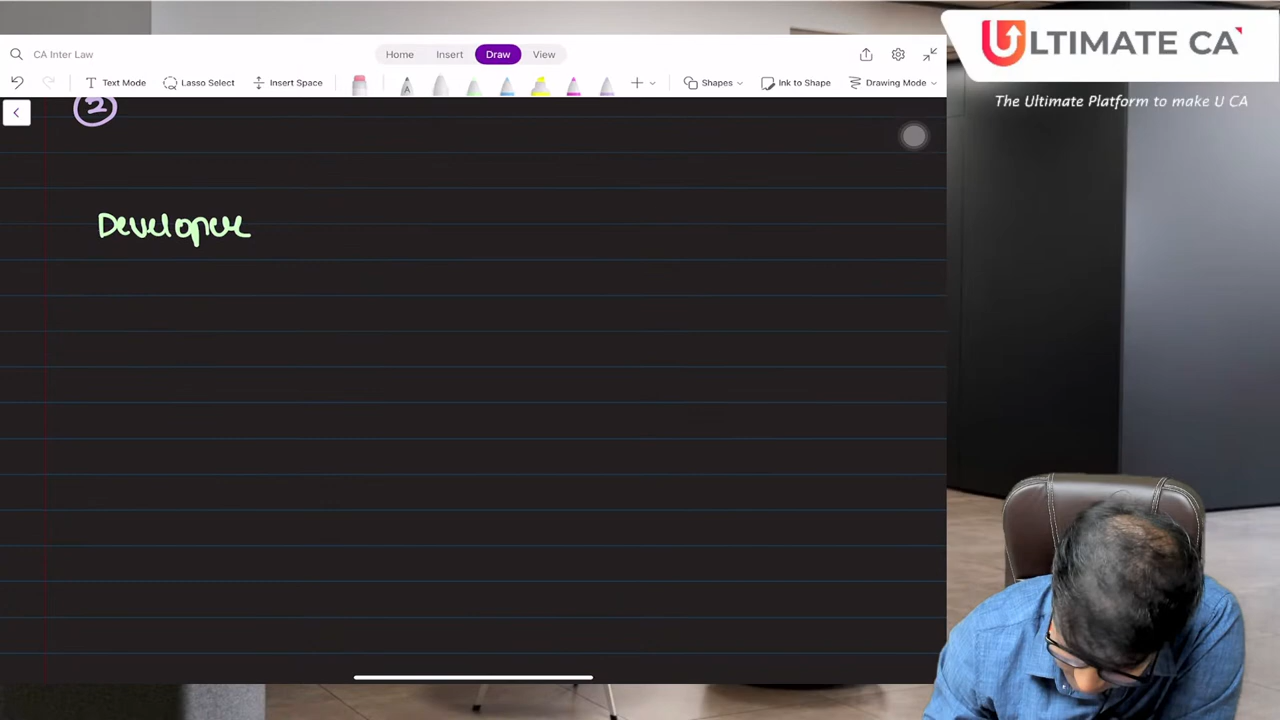 ULTIMATE CA
The Ultimate Platform to make U CA
CA Inter Law
Home Insert Draw View
Text Mode Lasso Select Insert Space Shapes Ink to Shape Drawing Mode
2
Developer